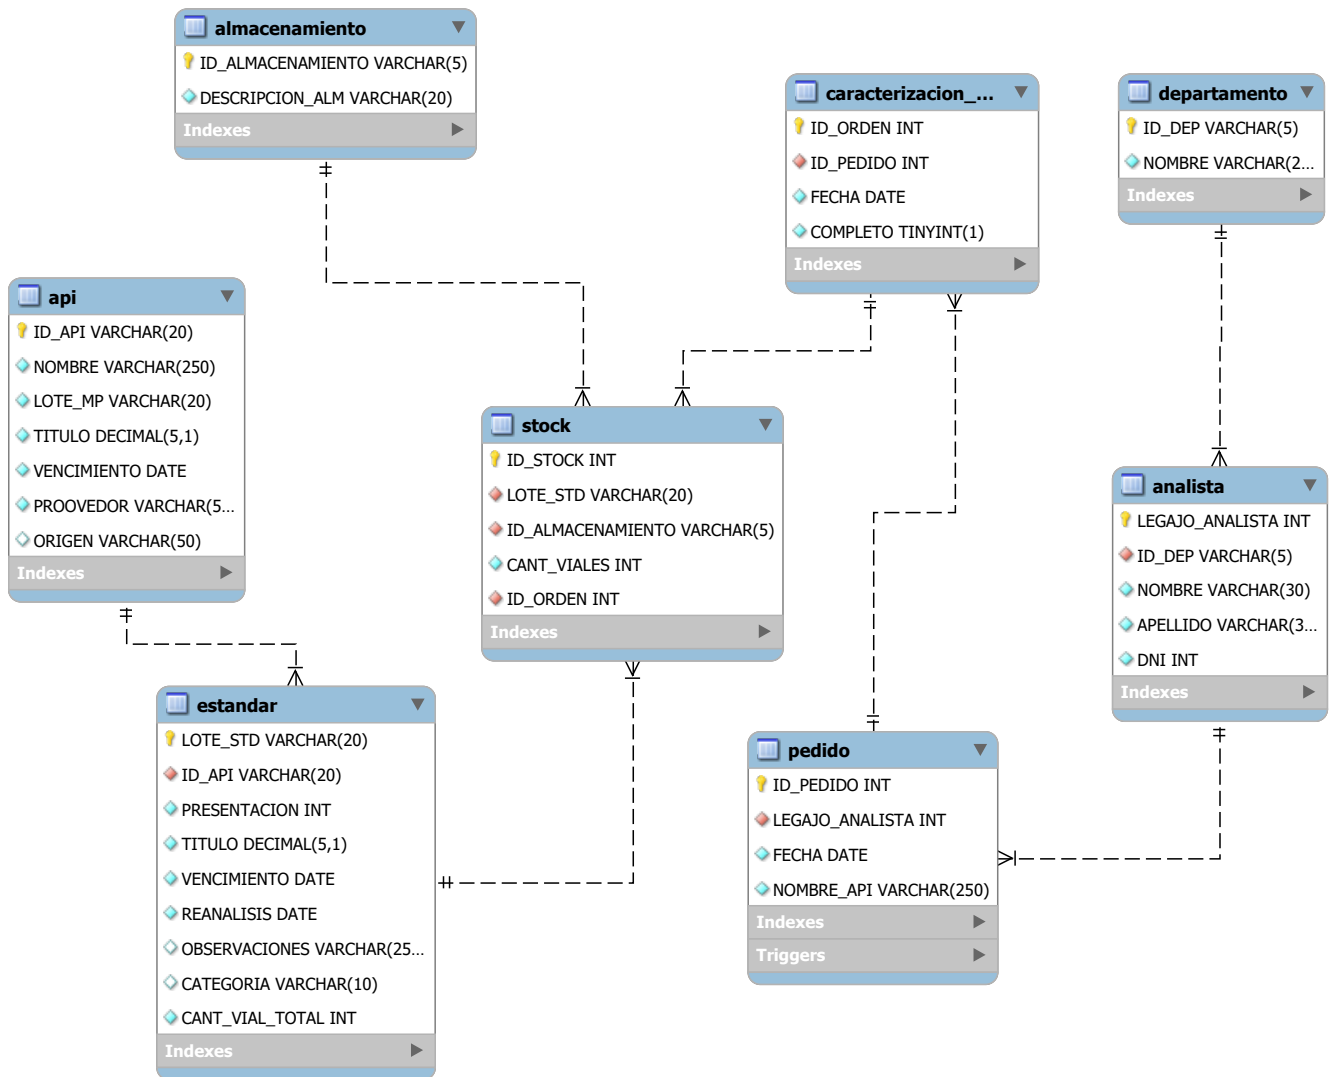 almacenamiento
ID_ALMACENAMIENTO VARCHAR(5)
DESCRIPCION_ALM VARCHAR(20)
Indexes
caracterizacion_...
ID_ORDEN INT
ID_PEDIDO INT
FECHA DATE
COMPLETO TINYINT(1)
Indexes
departamento
ID_DEP VARCHAR(5)
NOMBRE VARCHAR(2...
Indexes
api
ID_API VARCHAR(20)
NOMBRE VARCHAR(250)
LOTE_MP VARCHAR(20)
TITULO DECIMAL(5,1)
VENCIMIENTO DATE
PROOVEDOR VARCHAR(5...
ORIGEN VARCHAR(50)
Indexes
stock
ID_STOCK INT
LOTE_STD VARCHAR(20)
ID_ALMACENAMIENTO VARCHAR(5)
CANT_VIALES INT
ID_ORDEN INT
Indexes
analista
LEGAJO_ANALISTA INT
ID_DEP VARCHAR(5)
NOMBRE VARCHAR(30)
APELLIDO VARCHAR(3...
DNI INT
Indexes
estandar
LOTE_STD VARCHAR(20)
ID_API VARCHAR(20)
PRESENTACION INT
TITULO DECIMAL(5,1)
VENCIMIENTO DATE
REANALISIS DATE
OBSERVACIONES VARCHAR(25...
CATEGORIA VARCHAR(10)
CANT_VIAL_TOTAL INT
Indexes
pedido
ID_PEDIDO INT
LEGAJO_ANALISTA INT
FECHA DATE
NOMBRE_API VARCHAR(250)
Indexes
Triggers